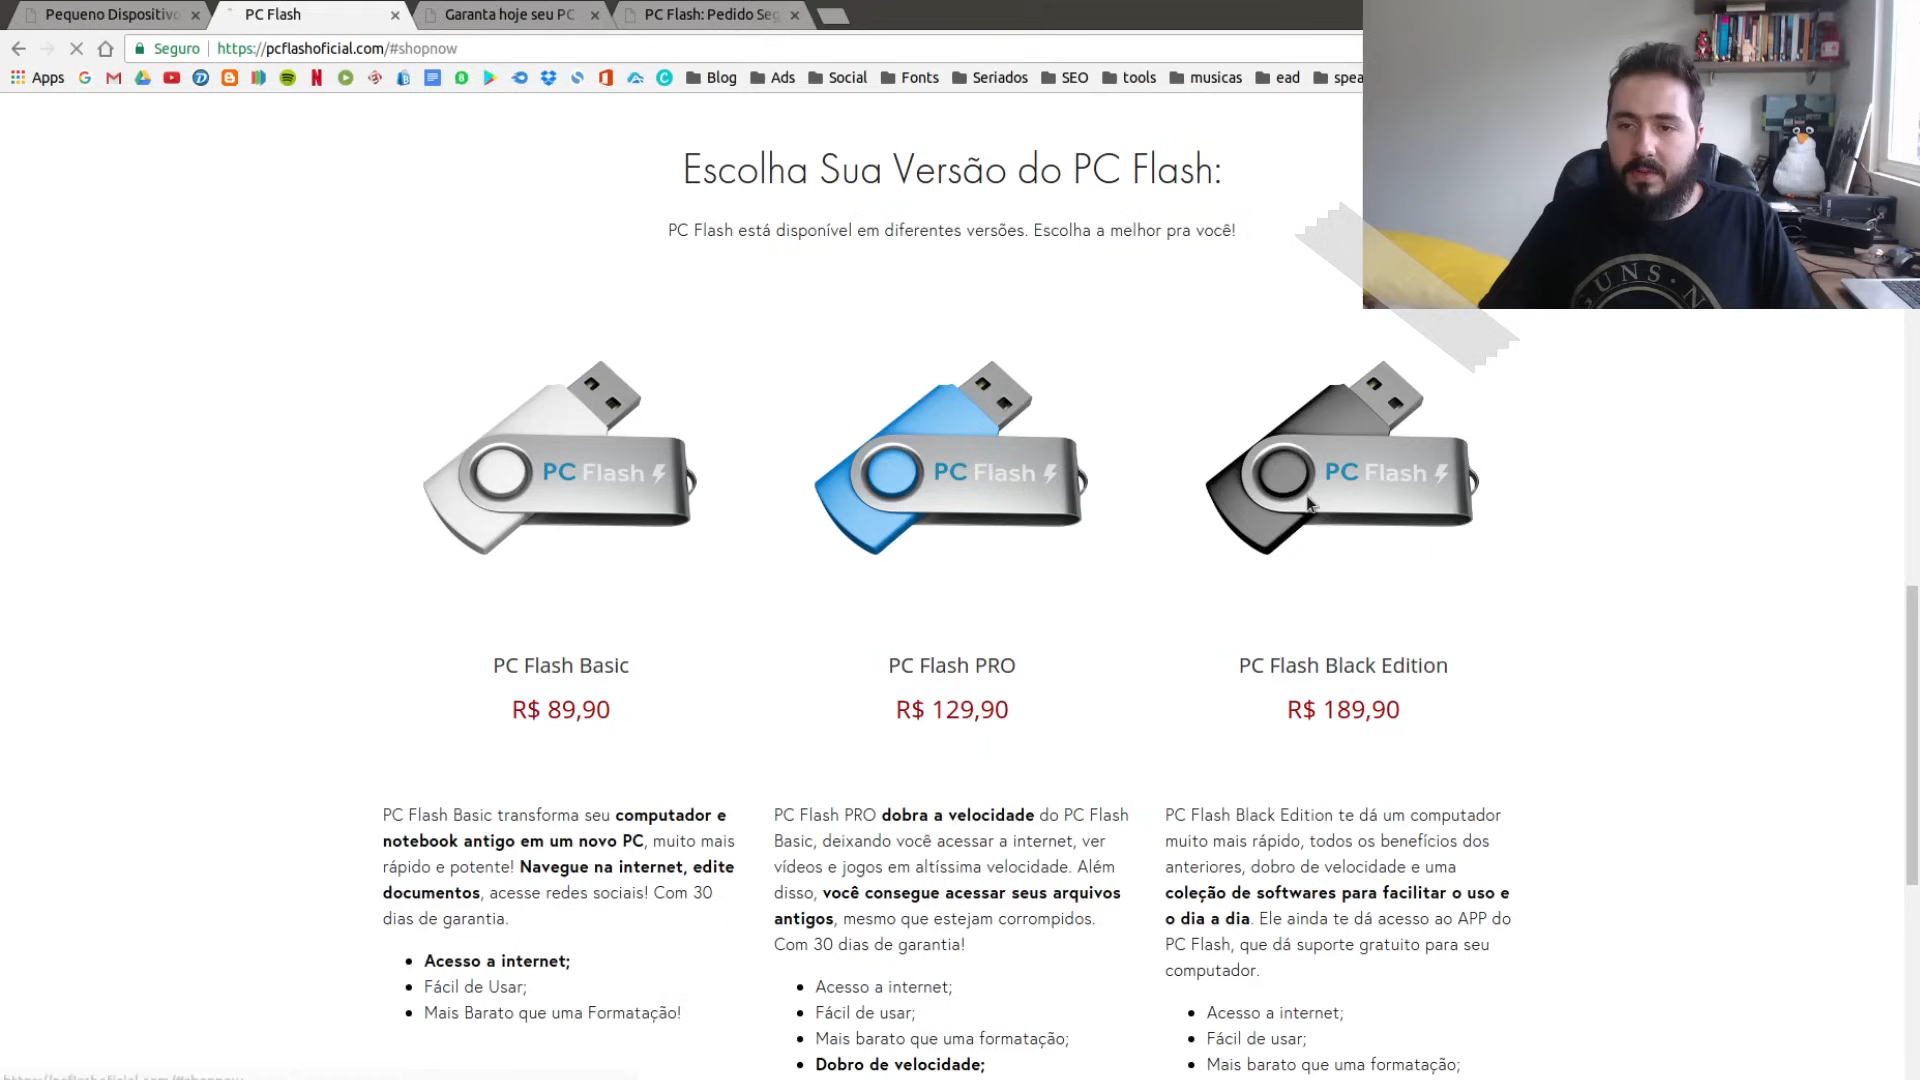 Pequeno Dispositivo
PC Flash
Garanta hoje seu PC
PC Flash: Pedido Seg
Seguro
https://pcflashoficial.com/#shopnow
Apps
Blog
Ads
Social
Fonts
Seriados
SEO
tools
musicas
ead
spea
Escolha Sua Versão do PC Flash:
PC Flash está disponível em diferentes versões. Escolha a melhor pra você!
GUNS · N
PC Flash
PC Flash
PC Flash
PC Flash Basic
R$ 89,90
PC Flash Basic transforma seu computador e
notebook antigo em um novo PC, muito mais
rápido e potente! Navegue na internet, edite
documentos, acesse redes sociais! Com 30
dias de garantia.
Acesso a internet;
Fácil de Usar;
Mais Barato que uma Formatação!
PC Flash PRO
R$ 129,90
PC Flash PRO dobra a velocidade do PC Flash
Basic, deixando você acessar a internet, ver
vídeos e jogos em altíssima velocidade. Além
disso, você consegue acessar seus arquivos
antigos, mesmo que estejam corrompidos.
Com 30 dias de garantia!
Acesso a internet;
Fácil de usar;
Mais barato que uma formatação;
Dobro de velocidade;
PC Flash Black Edition
R$ 189,90
PC Flash Black Edition te dá um computador
muito mais rápido, todos os benefícios dos
anteriores, dobro de velocidade e uma
coleção de softwares para facilitar o uso e
o dia a dia. Ele ainda te dá acesso ao APP do
PC Flash, que dá suporte gratuito para seu
computador.
Acesso a internet;
Fácil de usar;
Mais barato que uma formatação;